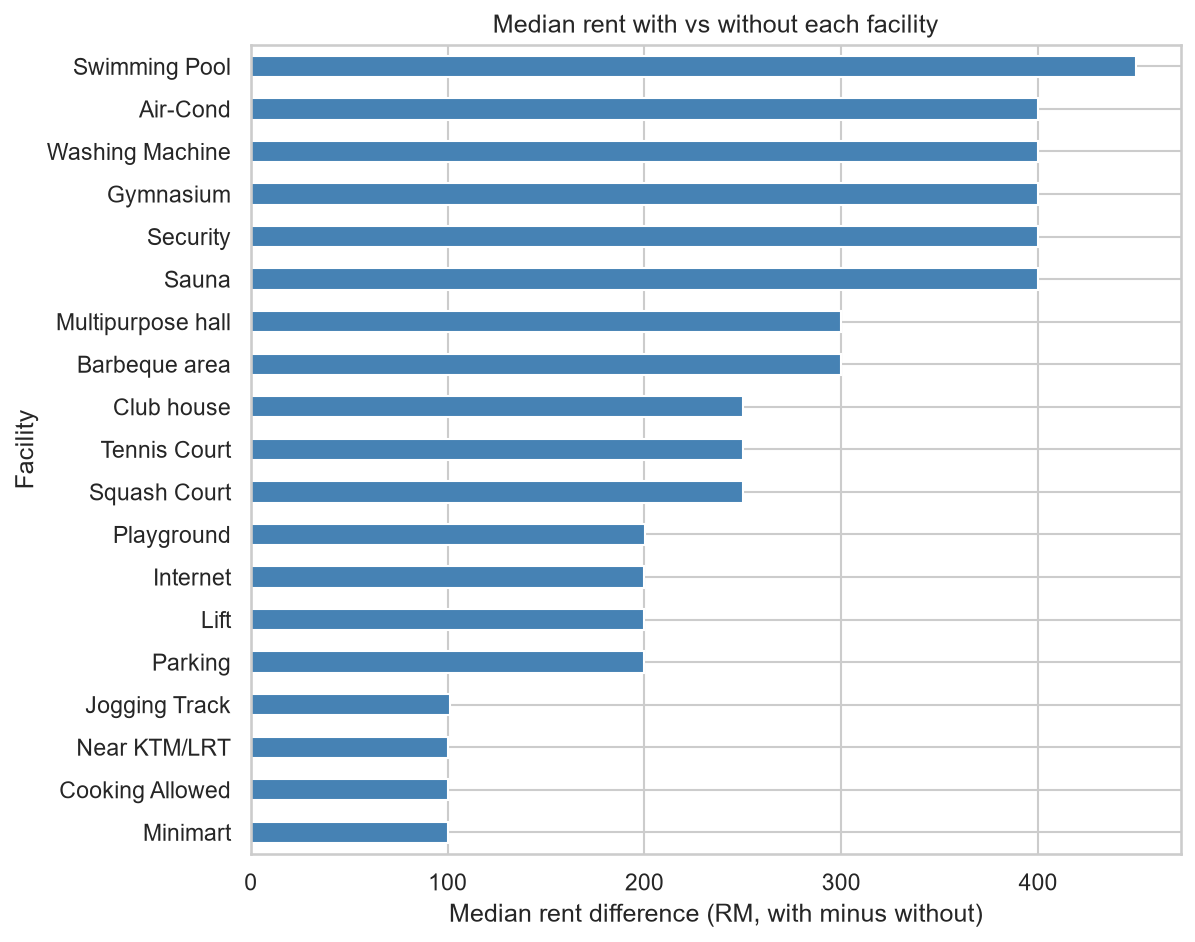 Median rent with vs without each facility
Swimming Pool
Air-Cond
Washing Machine
Gymnasium
Security
Sauna
Multipurpose hall
Barbeque area
Club house
Tennis Court
Squash Court
Playground
Internet
Lift
Parking
Jogging Track
Near KTM/LRT
Cooking Allowed
Minimart
Facility
0 100 200 300 400
Median rent difference (RM, with minus without)